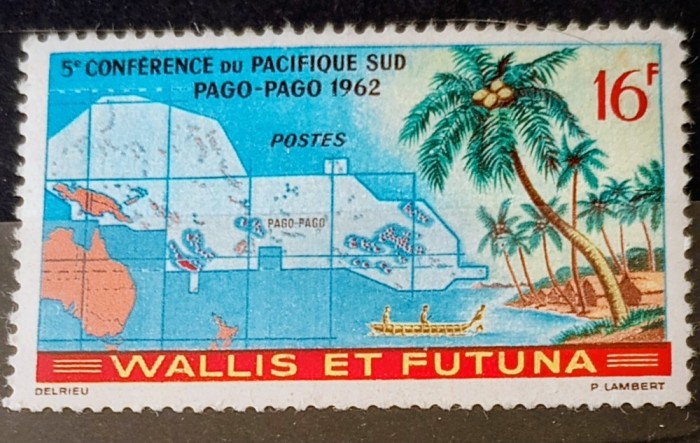 5e CONFÉRENCE DU PACIFIQUE SUD
PAGO-PAGO 1962
16F
POSTES
PAGO-PAGO
WALLIS ET FUTUNA
DELRIEU
P. LAMBERT